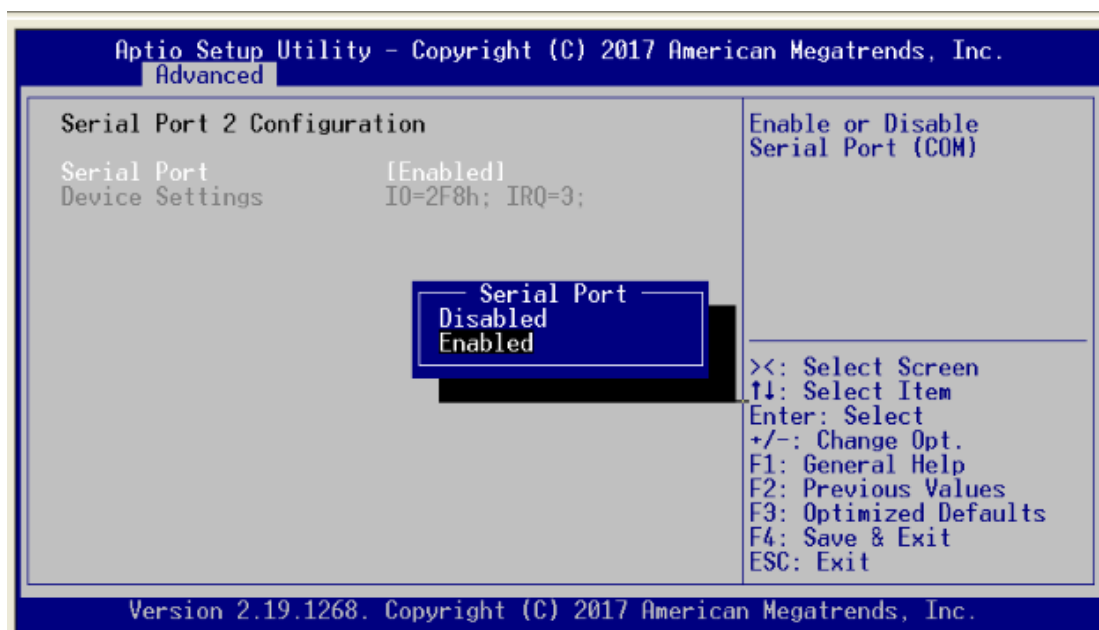 Aptio Setup Utility - Copyright (C) 2017 American Megatrends, Inc.
Advanced
Serial Port 2 Configuration
Serial Port [Enabled]
Device Settings IO=2F8h; IRQ=3;
Serial Port
Disabled
Enabled
Enable or Disable
Serial Port (COM)
><: Select Screen
↑↓: Select Item
Enter: Select
+/-: Change Opt.
F1: General Help
F2: Previous Values
F3: Optimized Defaults
F4: Save & Exit
ESC: Exit
Version 2.19.1268. Copyright (C) 2017 American Megatrends, Inc.